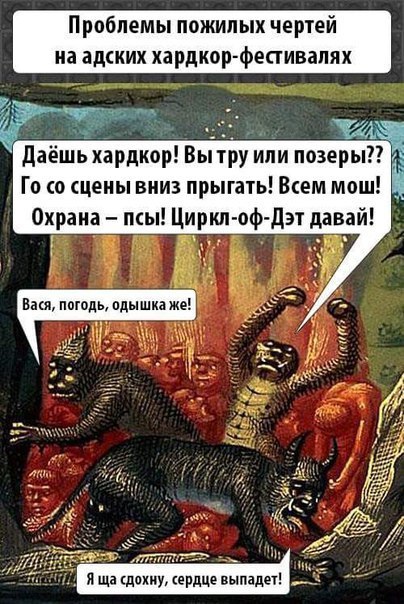 Проблемы пожилых чертей
на адских хардкор-фестивалях
Даёшь хардкор! Вы тру или позеры??
Го со сцены вниз прыгать! Всем мош!
Охрана – псы! Циркл-оф-Дэт давай!
Вася, погодь, одышка же!
Я ща сдохну, сердце выпадет!